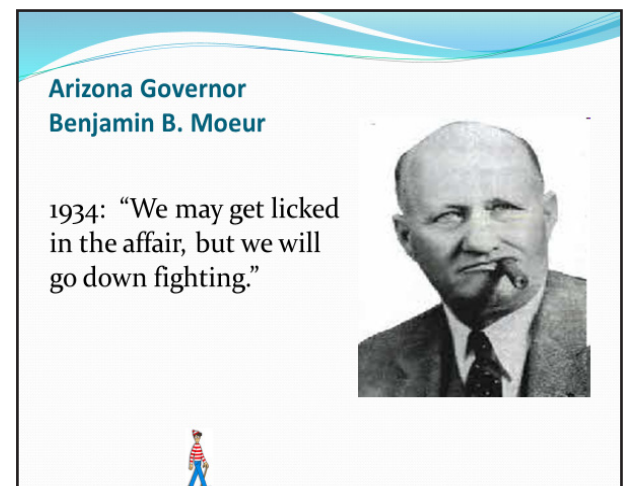 Arizona Governor
Benjamin B. Moeur
1934:  “We may get licked
in the affair, but we will
go down fighting.”